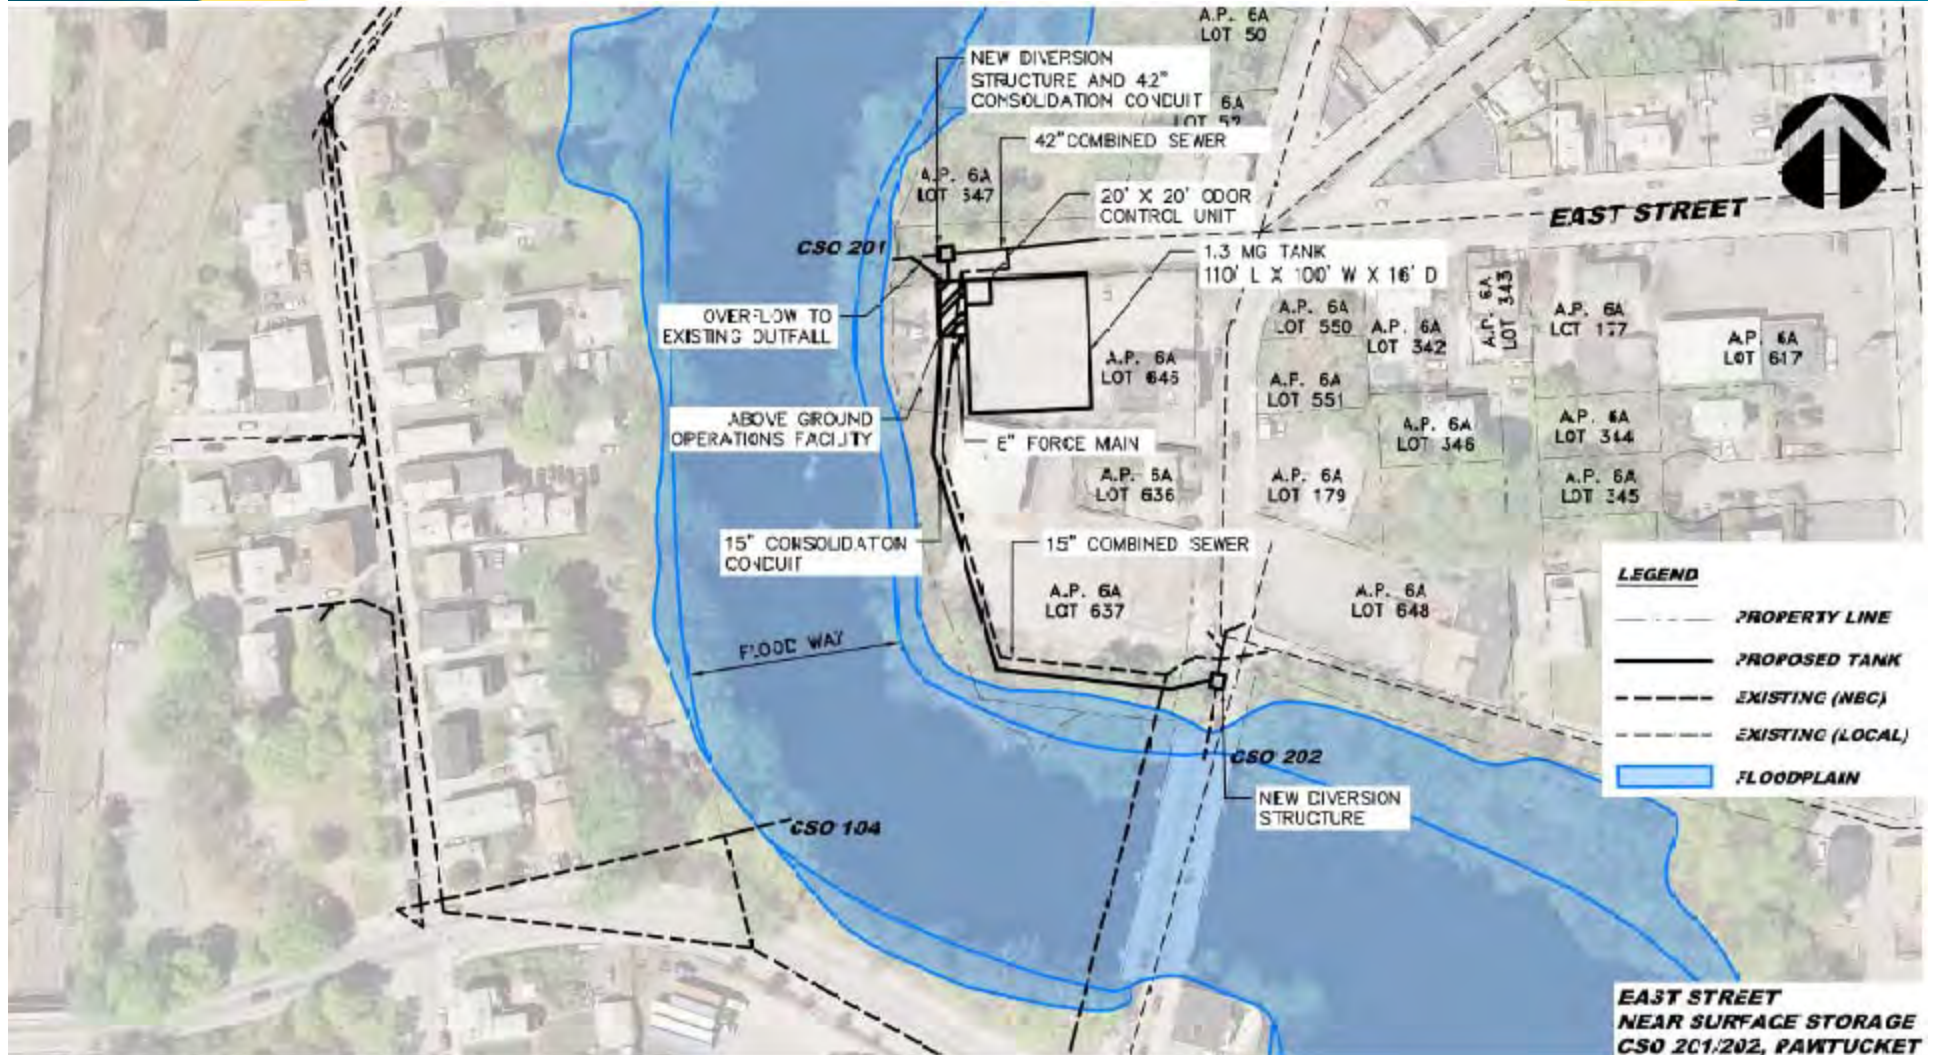 A.P. 6A
LOT 50
NEW DIVERSION
STRUCTURE AND 42"
CONSOLIDATION CONDUIT
6A
LOT 52
42" COMBINED SEWER
A.P. 6A
LOT 347
20' X 20' ODOR
CONTROL UNIT
EAST STREET
CSO 201
1.3 MG TANK
110' L X 100' W X 16' D
OVERFLOW TO
EXISTING OUTFALL
A.P. 6A
LOT 550
A.P. 6A
LOT 342
A.P. 6A
LOT 343
A.P. 6A
LOT 177
A.P. 6A
LOT 617
A.P. 6A
LOT 645
A.P. 6A
LOT 551
ABOVE GROUND
OPERATIONS FACILITY
8" FORCE MAIN
A.P. 6A
LOT 346
A.P. 6A
LOT 344
A.P. 6A
LOT 636
A.P. 6A
LOT 179
A.P. 6A
LOT 345
15" CONSOLIDATON
CONDUIT
15" COMBINED SEWER
A.P. 6A
LOT 637
A.P. 6A
LOT 648
FLOOD WAY
CSO 202
NEW DIVERSION
STRUCTURE
CSO 104
LEGEND
PROPERTY LINE
PROPOSED TANK
EXISTING (NBC)
EXISTING (LOCAL)
FLOODPLAIN
EAST STREET
NEAR SURFACE STORAGE
CSO 201/202, PAWTUCKET